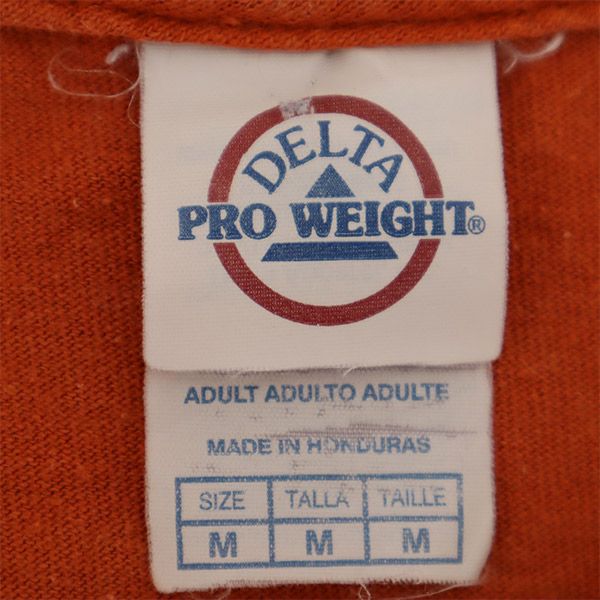 DELTA
PRO WEIGHT®
ADULT ADULTO ADULTE
MADE IN HONDURAS
SIZE TALLA TAILLE
M M M